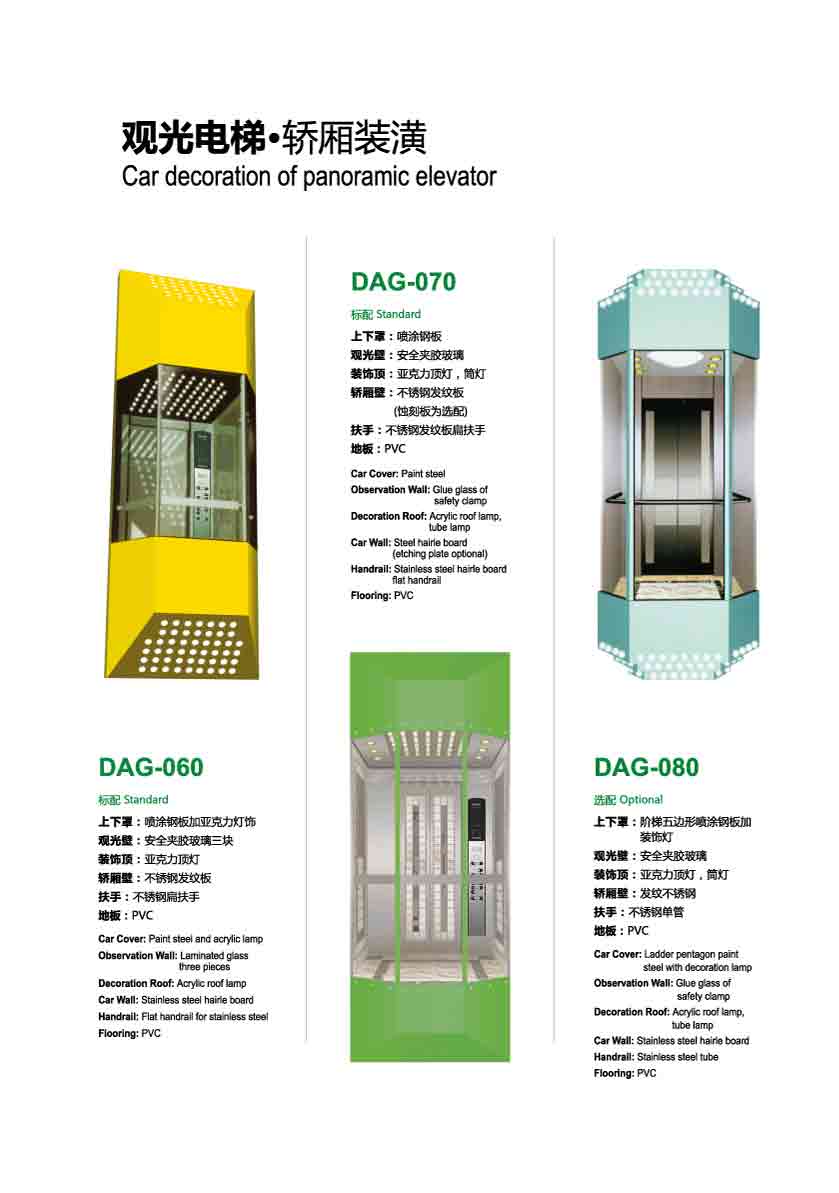 观光电梯•轿厢装潢
Car decoration of panoramic elevator
DAG-070
标配 Standard
上下罩：喷涂钢板
观光壁：安全夹胶玻璃
装饰顶：亚克力顶灯，筒灯
轿厢壁：不锈钢发纹板
(蚀刻板为选配)
扶手：不锈钢发纹板扁扶手
地板：PVC
Car Cover: Paint steel
Observation Wall: Glue glass of
safety clamp
Decoration Roof: Acrylic roof lamp,
tube lamp
Car Wall: Steel hairle board
(etching plate optional)
Handrail: Stainless steel hairle board
flat handrail
Flooring: PVC
DAG-060
标配 Standard
上下罩：喷涂钢板加亚克力灯饰
观光壁：安全夹胶玻璃三块
装饰顶：亚克力顶灯
轿厢壁：不锈钢发纹板
扶手：不锈钢扁扶手
地板：PVC
Car Cover: Paint steel and acrylic lamp
Observation Wall: Laminated glass
three pieces
Decoration Roof: Acrylic roof lamp
Car Wall: Stainless steel hairle board
Handrail: Flat handrail for stainless steel
Flooring: PVC
DAG-080
选配 Optional
上下罩：阶梯五边形喷涂钢板加
装饰灯
观光壁：安全夹胶玻璃
装饰顶：亚克力顶灯，筒灯
轿厢壁：发纹不锈钢
扶手：不锈钢单管
地板：PVC
Car Cover: Ladder pentagon paint
steel with decoration lamp
Observation Wall: Glue glass of
safety clamp
Decoration Roof: Acrylic roof lamp,
tube lamp
Car Wall: Stainless steel hairle board
Handrail: Stainless steel tube
Flooring: PVC